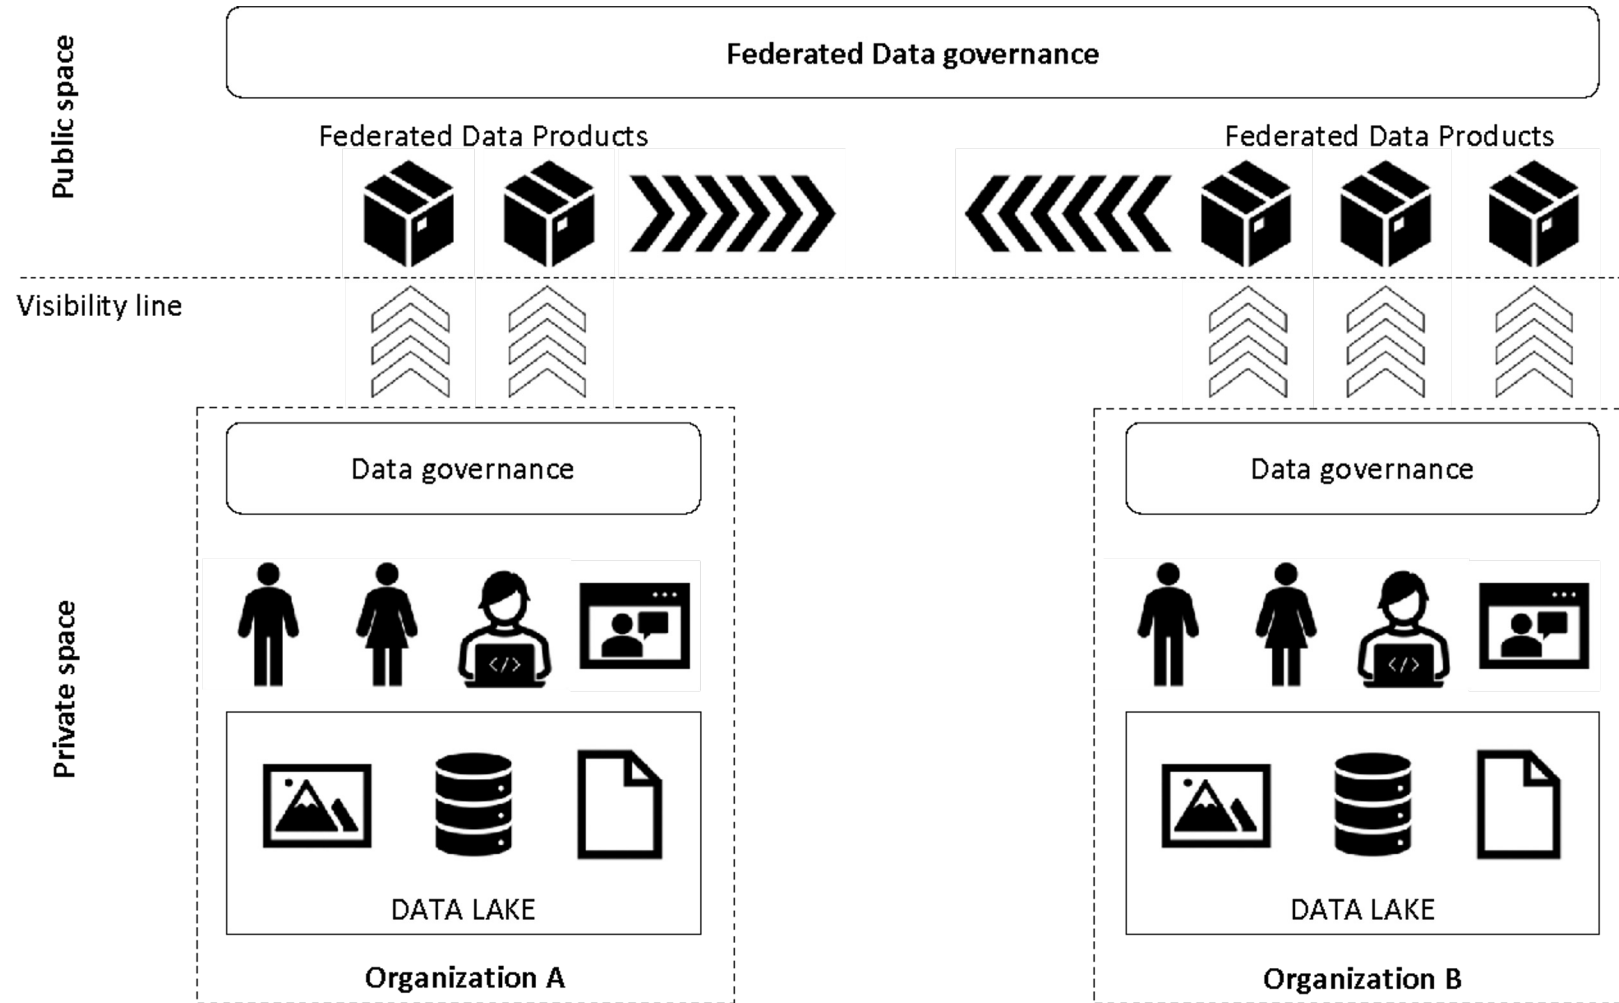 Public space
Federated Data governance
Federated Data Products
Federated Data Products
Visibility line
Private space
Data governance
Data governance
</>
</>
DATA LAKE
DATA LAKE
Organization A
Organization B